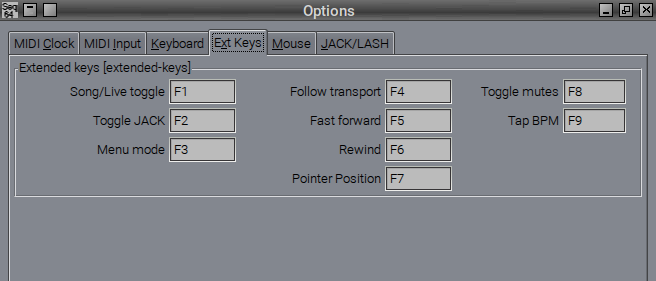 Seq
64
Options
MIDI Clock MIDI Input Keyboard Ext Keys Mouse JACK/LASH
Extended keys [extended-keys]
Song/Live toggle F1 Follow transport F4 Toggle mutes F8
Toggle JACK F2 Fast forward F5 Tap BPM F9
Menu mode F3 Rewind F6
Pointer Position F7